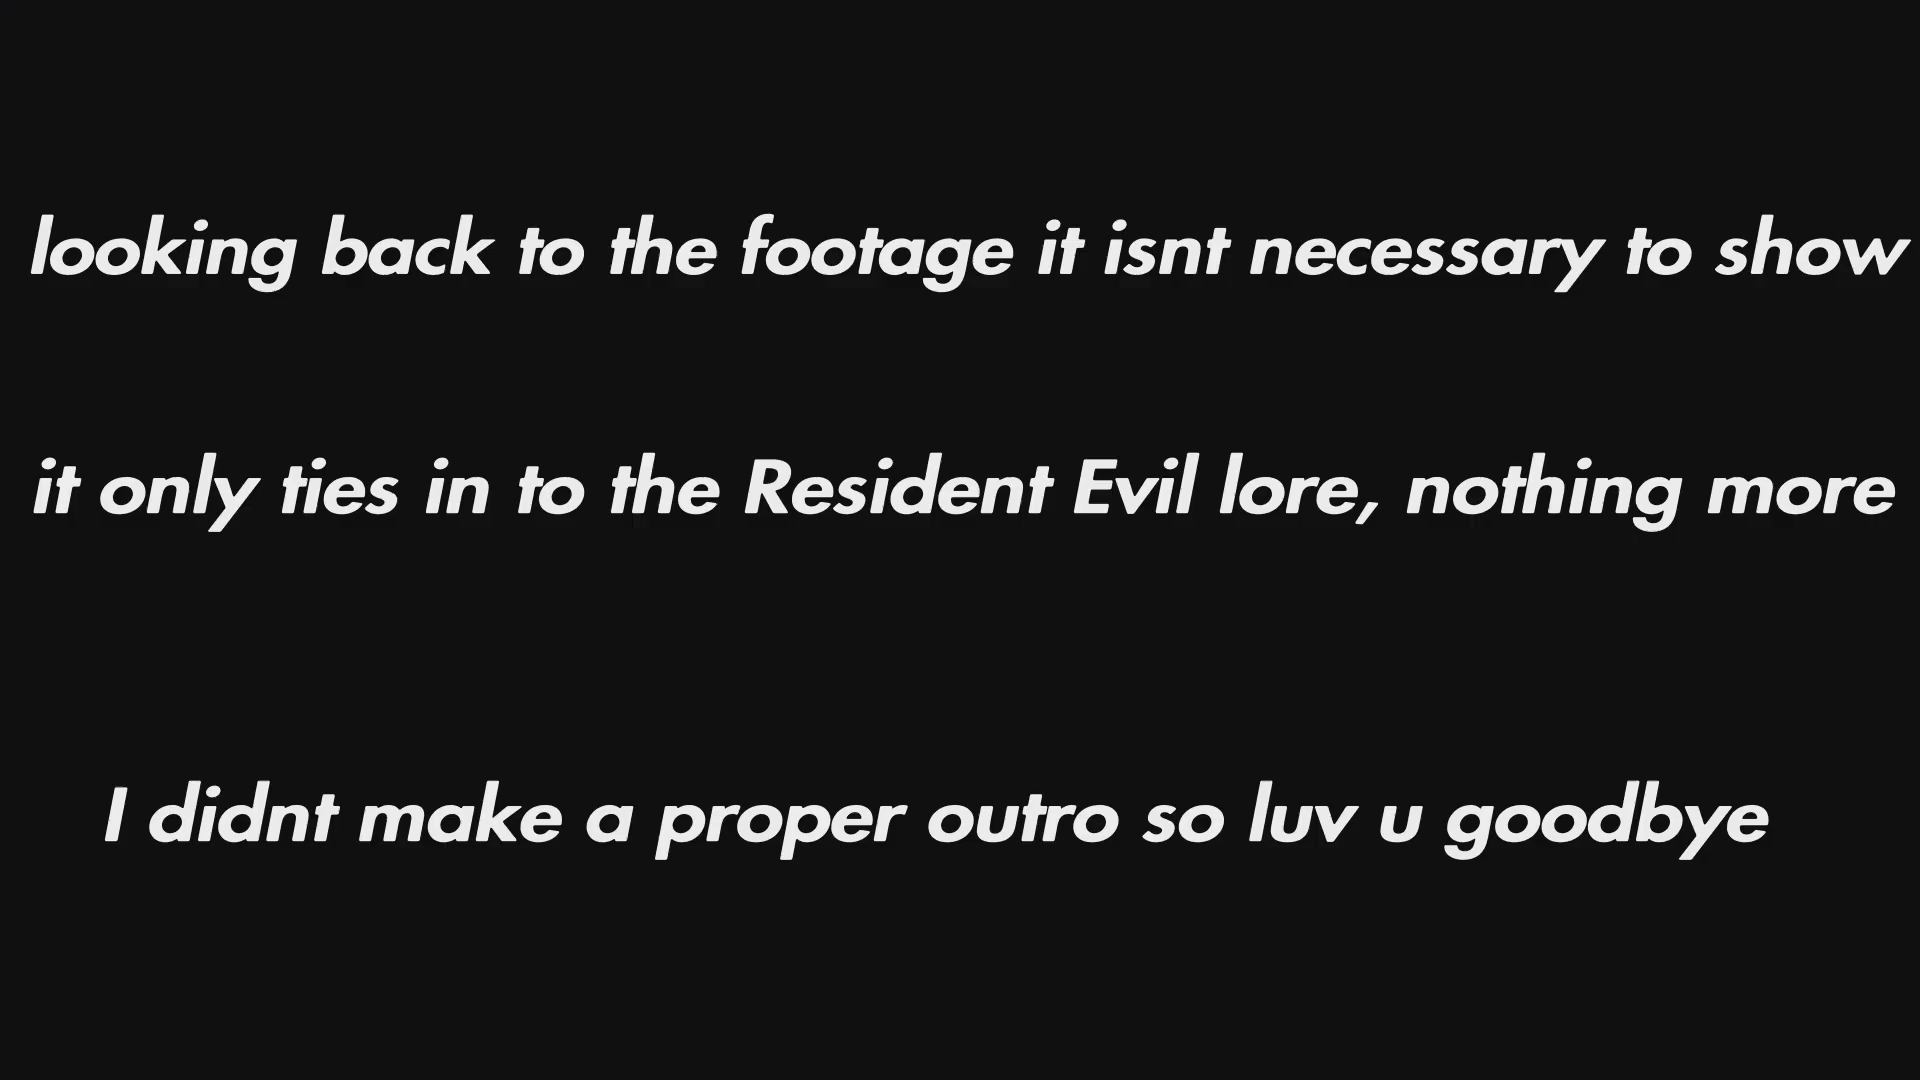 looking back to the footage it isnt necessary to show
it only ties in to the Resident Evil lore, nothing more
I didnt make a proper outro so luv u goodbye